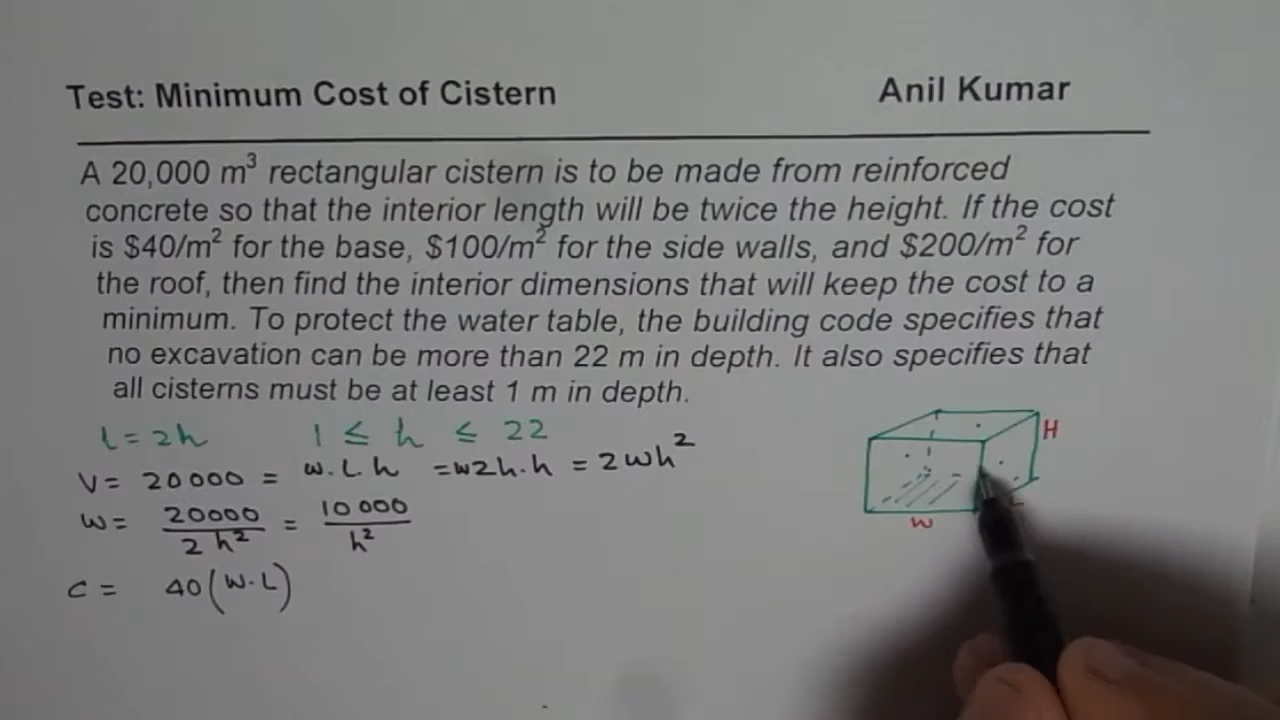 Test: Minimum Cost of Cistern Anil Kumar
A 20,000 m³ rectangular cistern is to be made from reinforced
concrete so that the interior length will be twice the height. If the cost
is $40/m² for the base, $100/m² for the side walls, and $200/m² for
the roof, then find the interior dimensions that will keep the cost to a
minimum. To protect the water table, the building code specifies that
no excavation can be more than 22 m in depth. It also specifies that
all cisterns must be at least 1 m in depth.
l = 2h 1 ≤ h ≤ 22
V = 20000 = w.L.h = w2h.h = 2wh²
w = 20000/2h² = 10000/h²
C = 40(W.L)
H
L
W